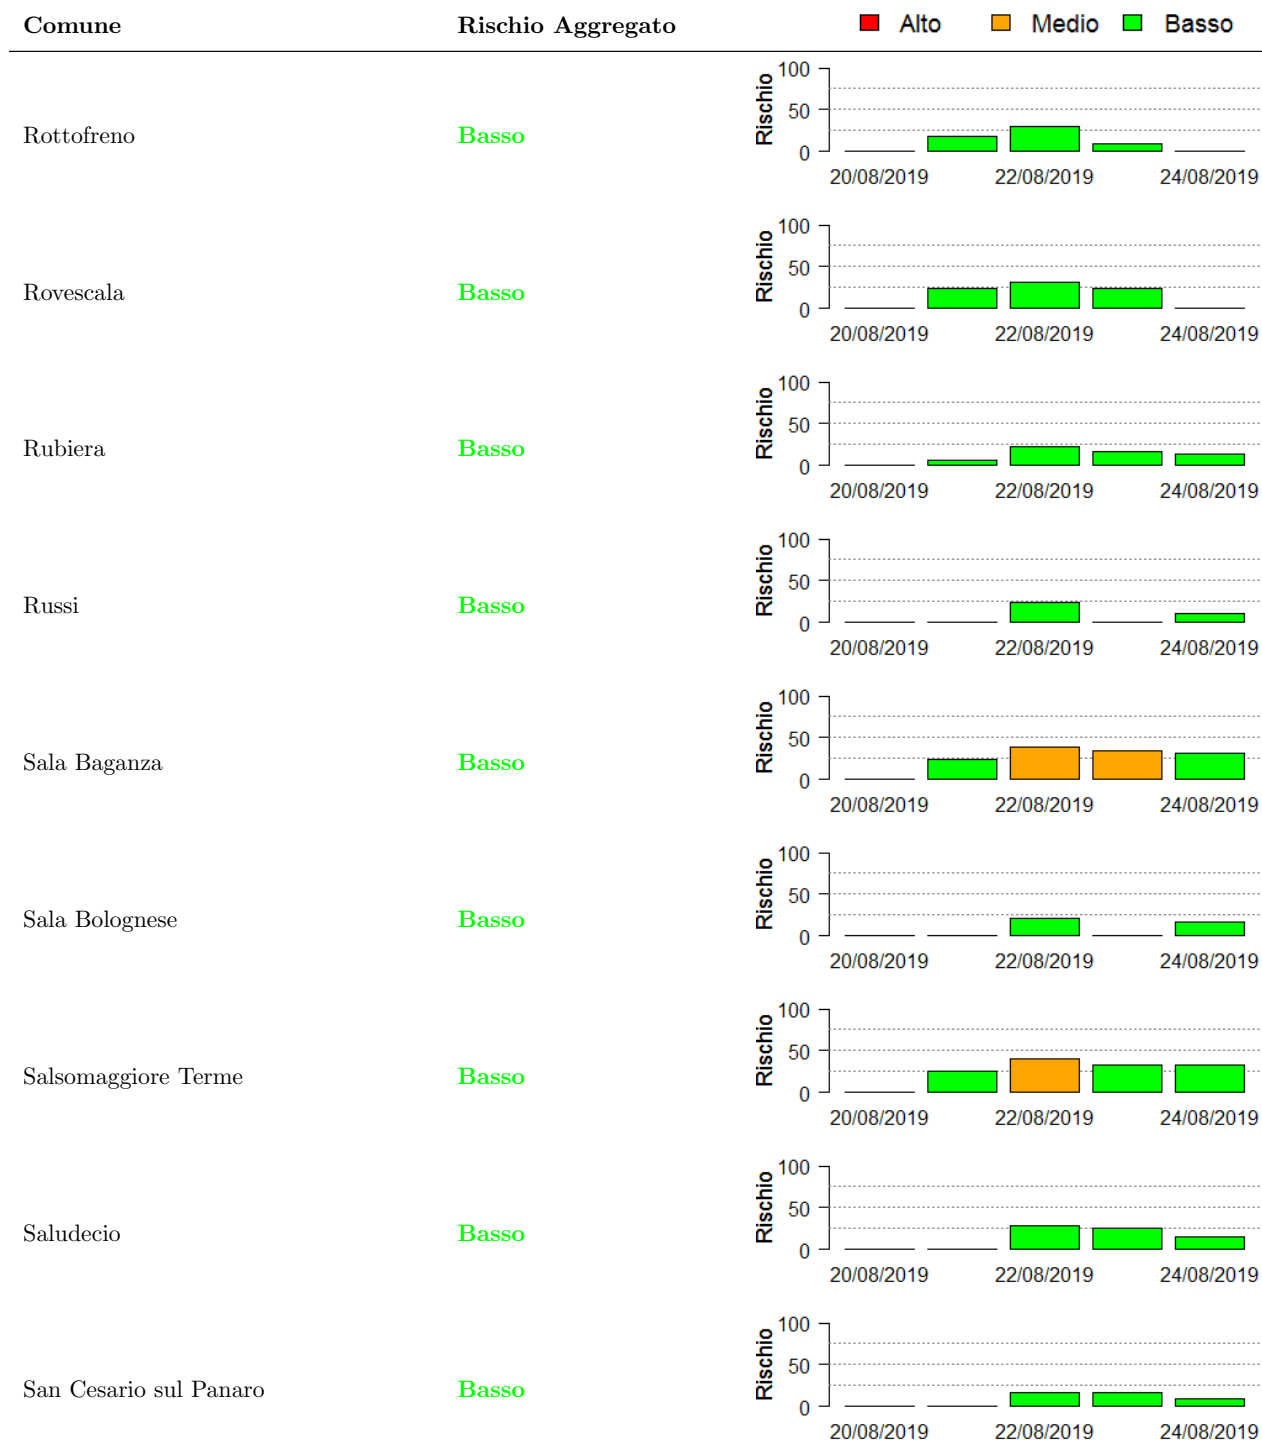 Comune Rischio Aggregato Alto Medio Basso
100
50
0
Rischio
Rottofreno Basso
20/08/2019 22/08/2019 24/08/2019
100
50
0
Rischio
Rovescala Basso
20/08/2019 22/08/2019 24/08/2019
100
50
0
Rischio
Rubiera Basso
20/08/2019 22/08/2019 24/08/2019
100
50
0
Rischio
Russi Basso
20/08/2019 22/08/2019 24/08/2019
100
50
0
Rischio
Sala Baganza Basso
20/08/2019 22/08/2019 24/08/2019
100
50
0
Rischio
Sala Bolognese Basso
20/08/2019 22/08/2019 24/08/2019
100
50
0
Rischio
Salsomaggiore Terme Basso
20/08/2019 22/08/2019 24/08/2019
100
50
0
Rischio
Saludecio Basso
20/08/2019 22/08/2019 24/08/2019
100
50
0
Rischio
San Cesario sul Panaro Basso
20/08/2019 22/08/2019 24/08/2019